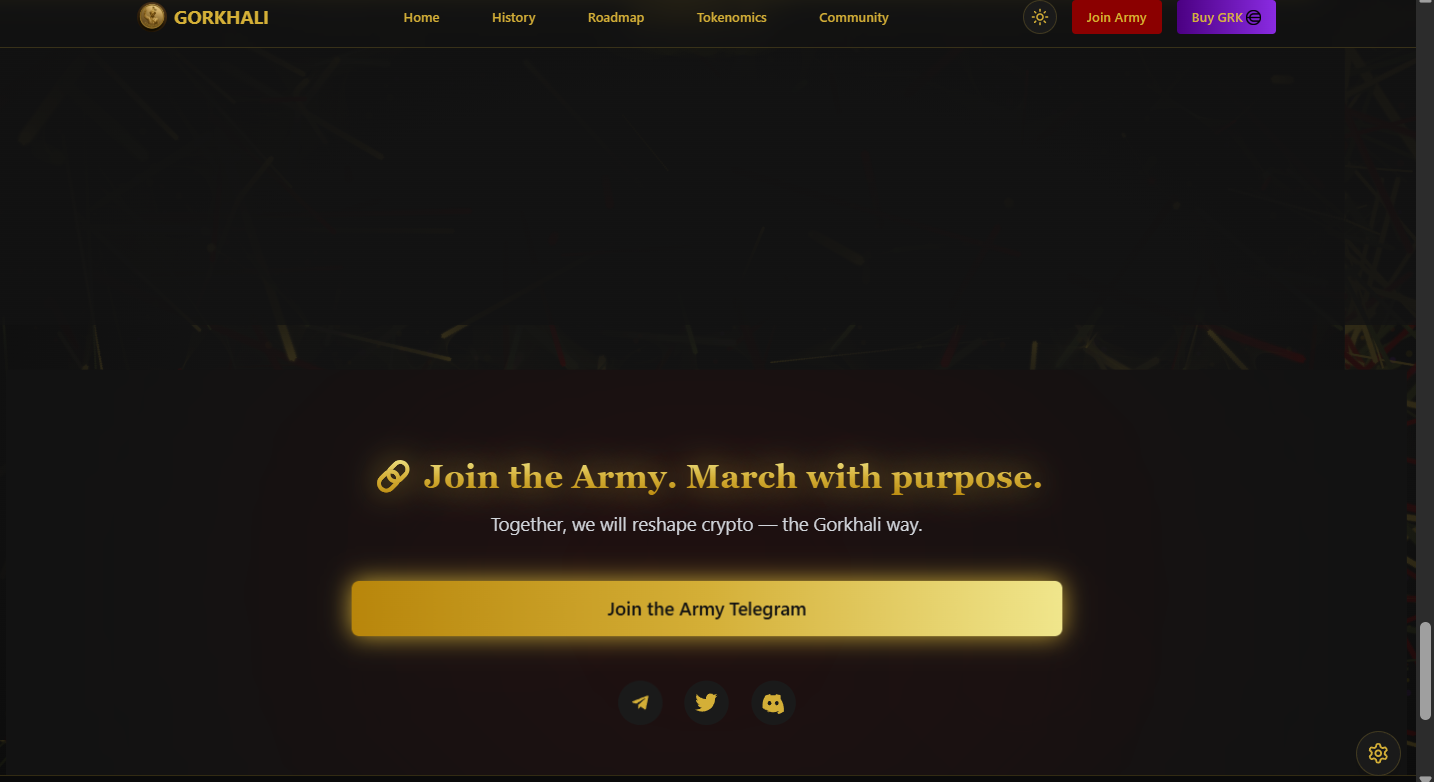 GORKHALI
Home
History
Roadmap
Tokenomics
Community
Join Army
Buy GRK
Join the Army. March with purpose.
Together, we will reshape crypto — the Gorkhali way.
Join the Army Telegram